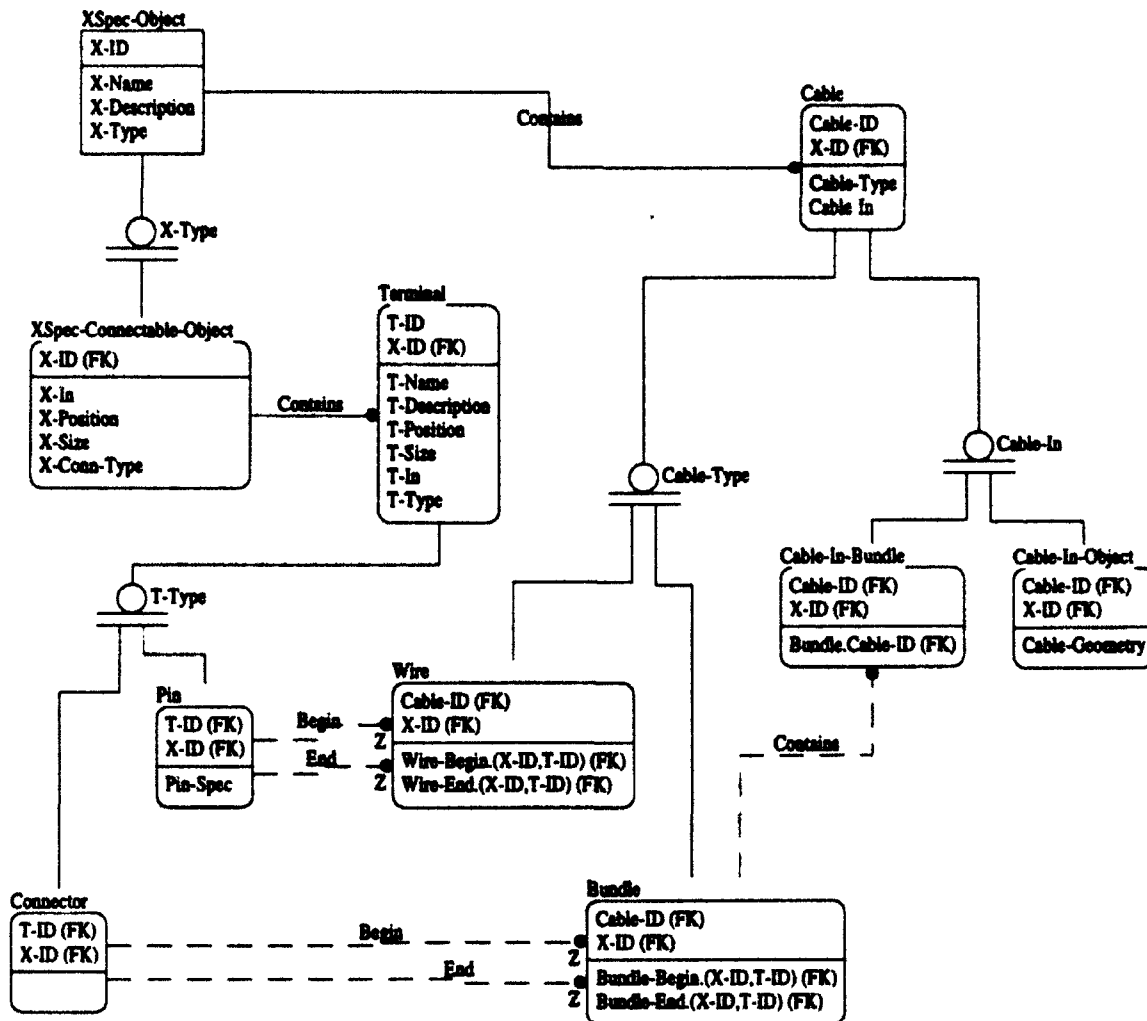 XSpec-Object
X-ID
X-Name
X-Description
X-Type
Contains
Cable
Cable-ID
X-ID (FK)
Cable-Type
Cable In
X-Type
XSpec-Connectable-Object
X-ID (FK)
X-In
X-Position
X-Size
X-Conn-Type
Contains
Terminal
T-ID
X-ID (FK)
T-Name
T-Description
T-Position
T-Size
T-In
T-Type
Cable-Type
Cable-In
Cable-In-Bundle
Cable-ID (FK)
X-ID (FK)
Bundle.Cable-ID (FK)
Cable-In-Object
Cable-ID (FK)
X-ID (FK)
Cable-Geometry
T-Type
Pin
T-ID (FK)
X-ID (FK)
Pin-Spec
Begin
Z
End
Z
Wire
Cable-ID (FK)
X-ID (FK)
Wire-Begin.(X-ID,T-ID) (FK)
Wire-End.(X-ID,T-ID) (FK)
Contains
Connector
T-ID (FK)
X-ID (FK)
Begin
Z
End
Z
Bundle
Cable-ID (FK)
X-ID (FK)
Bundle-Begin.(X-ID,T-ID) (FK)
Bundle-End.(X-ID,T-ID) (FK)